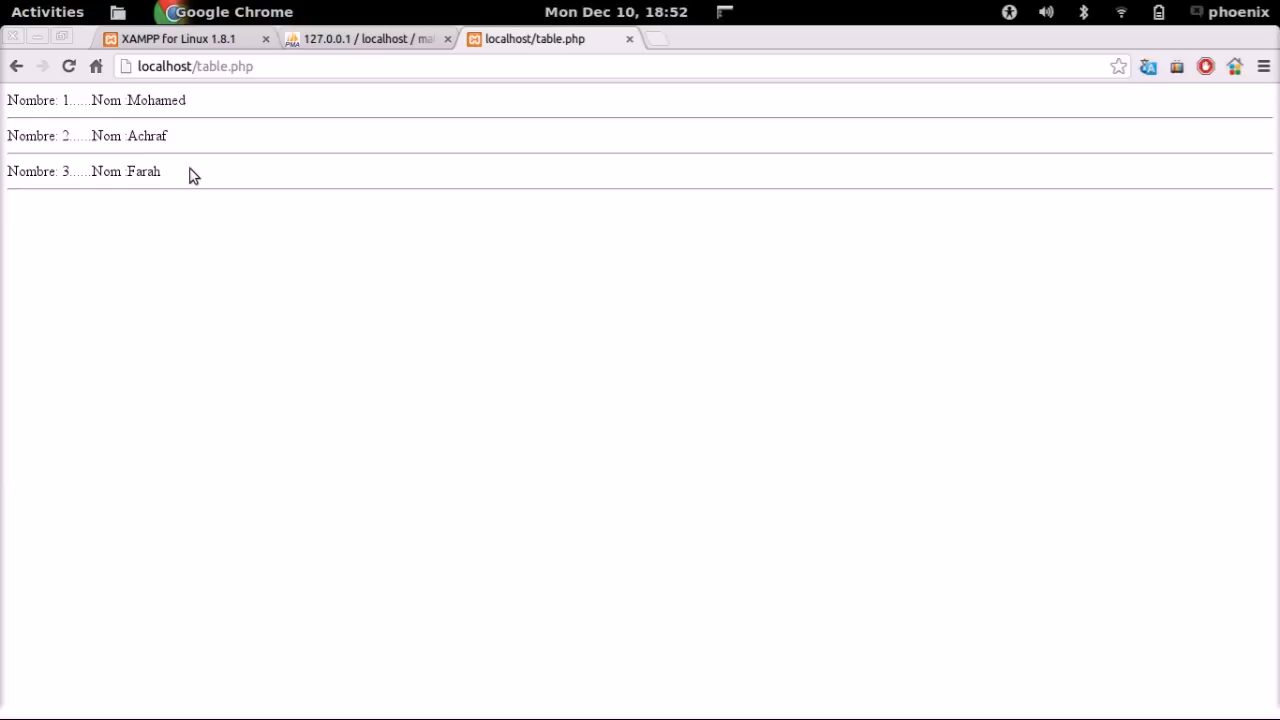 Activities Google Chrome Mon Dec 10, 18:52 phoenix
XAMPP for Linux 1.8.1 127.0.0.1 / localhost / mal localhost/table.php
localhost/table.php
Nombre: 1......Nom :Mohamed
Nombre: 2......Nom :Achraf
Nombre: 3......Nom :Farah